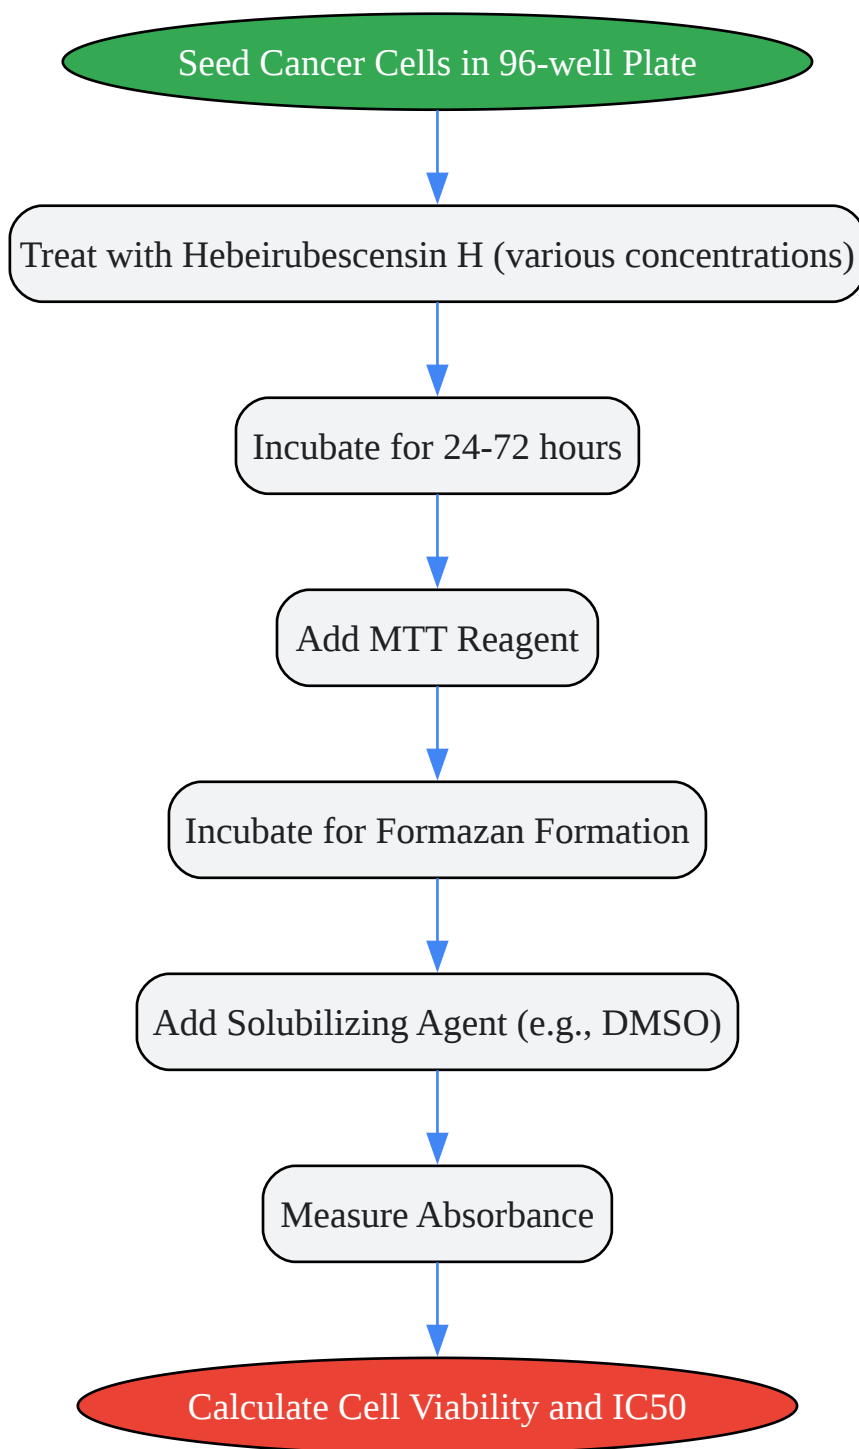 Seed Cancer Cells in 96-well Plate
Treat with Hebeirubescensin H (various concentrations)
Incubate for 24-72 hours
Add MTT Reagent
Incubate for Formazan Formation
Add Solubilizing Agent (e.g., DMSO)
Measure Absorbance
Calculate Cell Viability and IC50